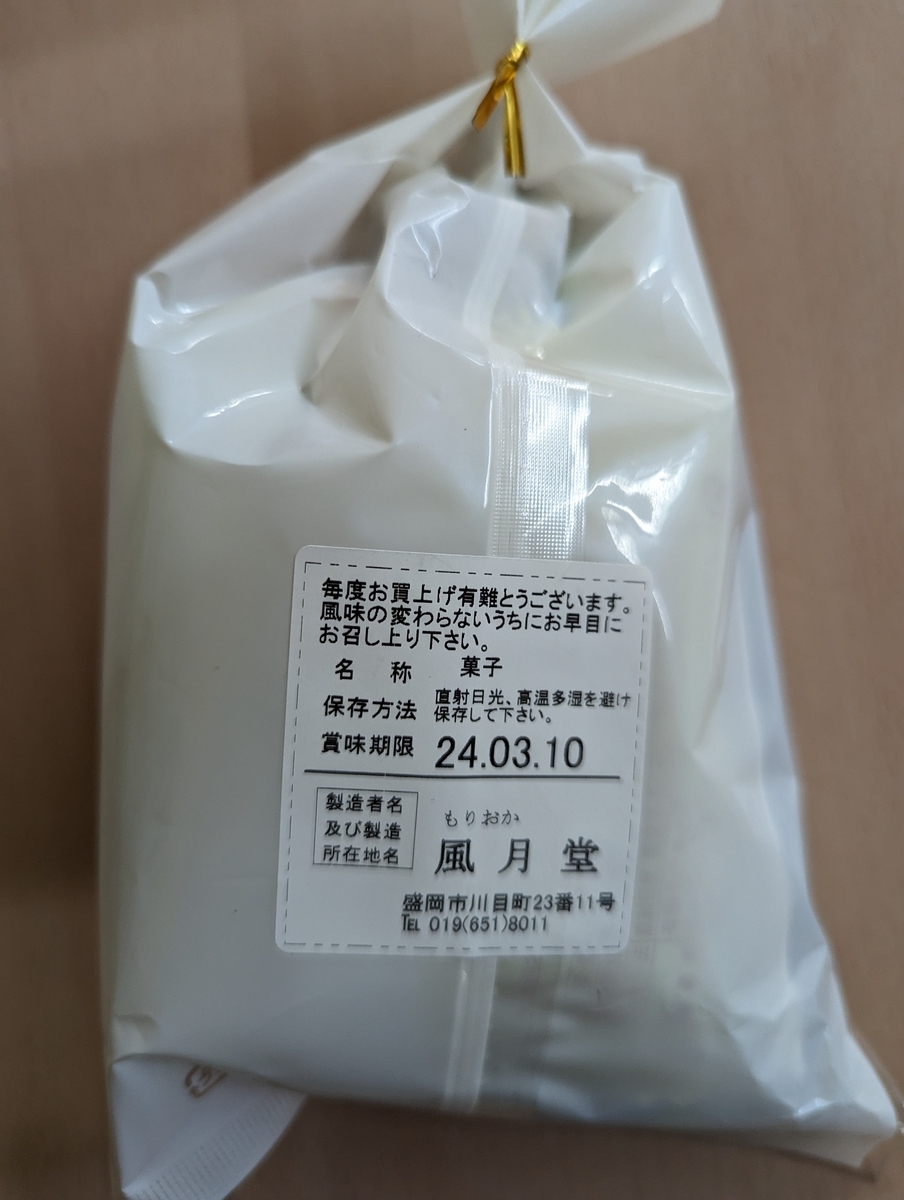 毎度お買上げ有難とうございます。
風味の変わらないうちにお早目に
お召し上り下さい。
名 称 菓子
保存方法 直射日光、高温多湿を避け
保存して下さい。
賞味期限 24.03.10
製造者名
及び製造
所在地名
もりおか
風月堂
盛岡市川目町23番11号
TEL 019(651)8011